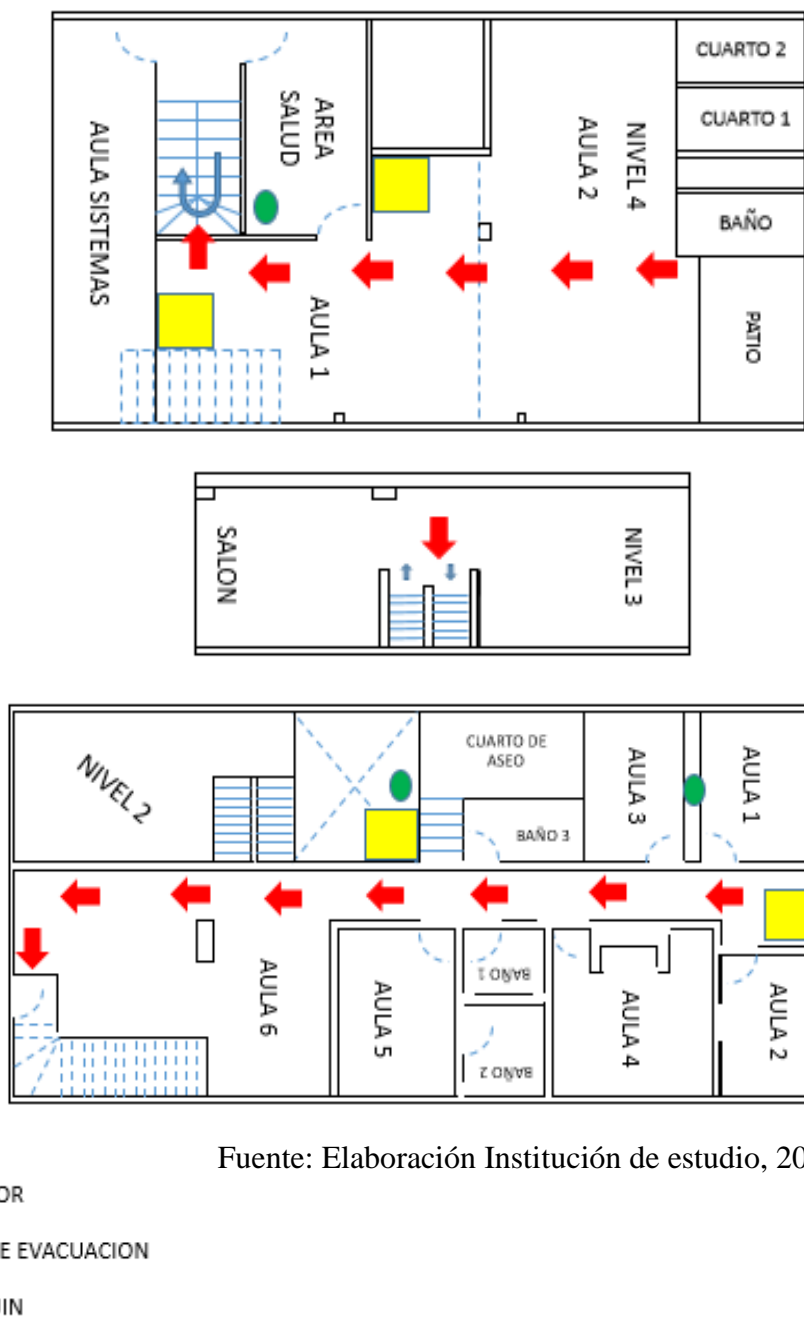 CUARTO 2
CUARTO 1
BAÑO
PATIO
NIVEL 4
AULA 2
AREA
SALUD
AULA 1
AULA SISTEMAS
SALON
NIVEL 3
NIVEL 2
CUARTO DE
ASEO
BAÑO 3
AULA 3
AULA 1
AULA 6
AULA 5
BAÑO 1
BAÑO 2
AULA 4
AULA 2
Fuente: Elaboración Institución de estudio, 20
OR
E EVACUACION